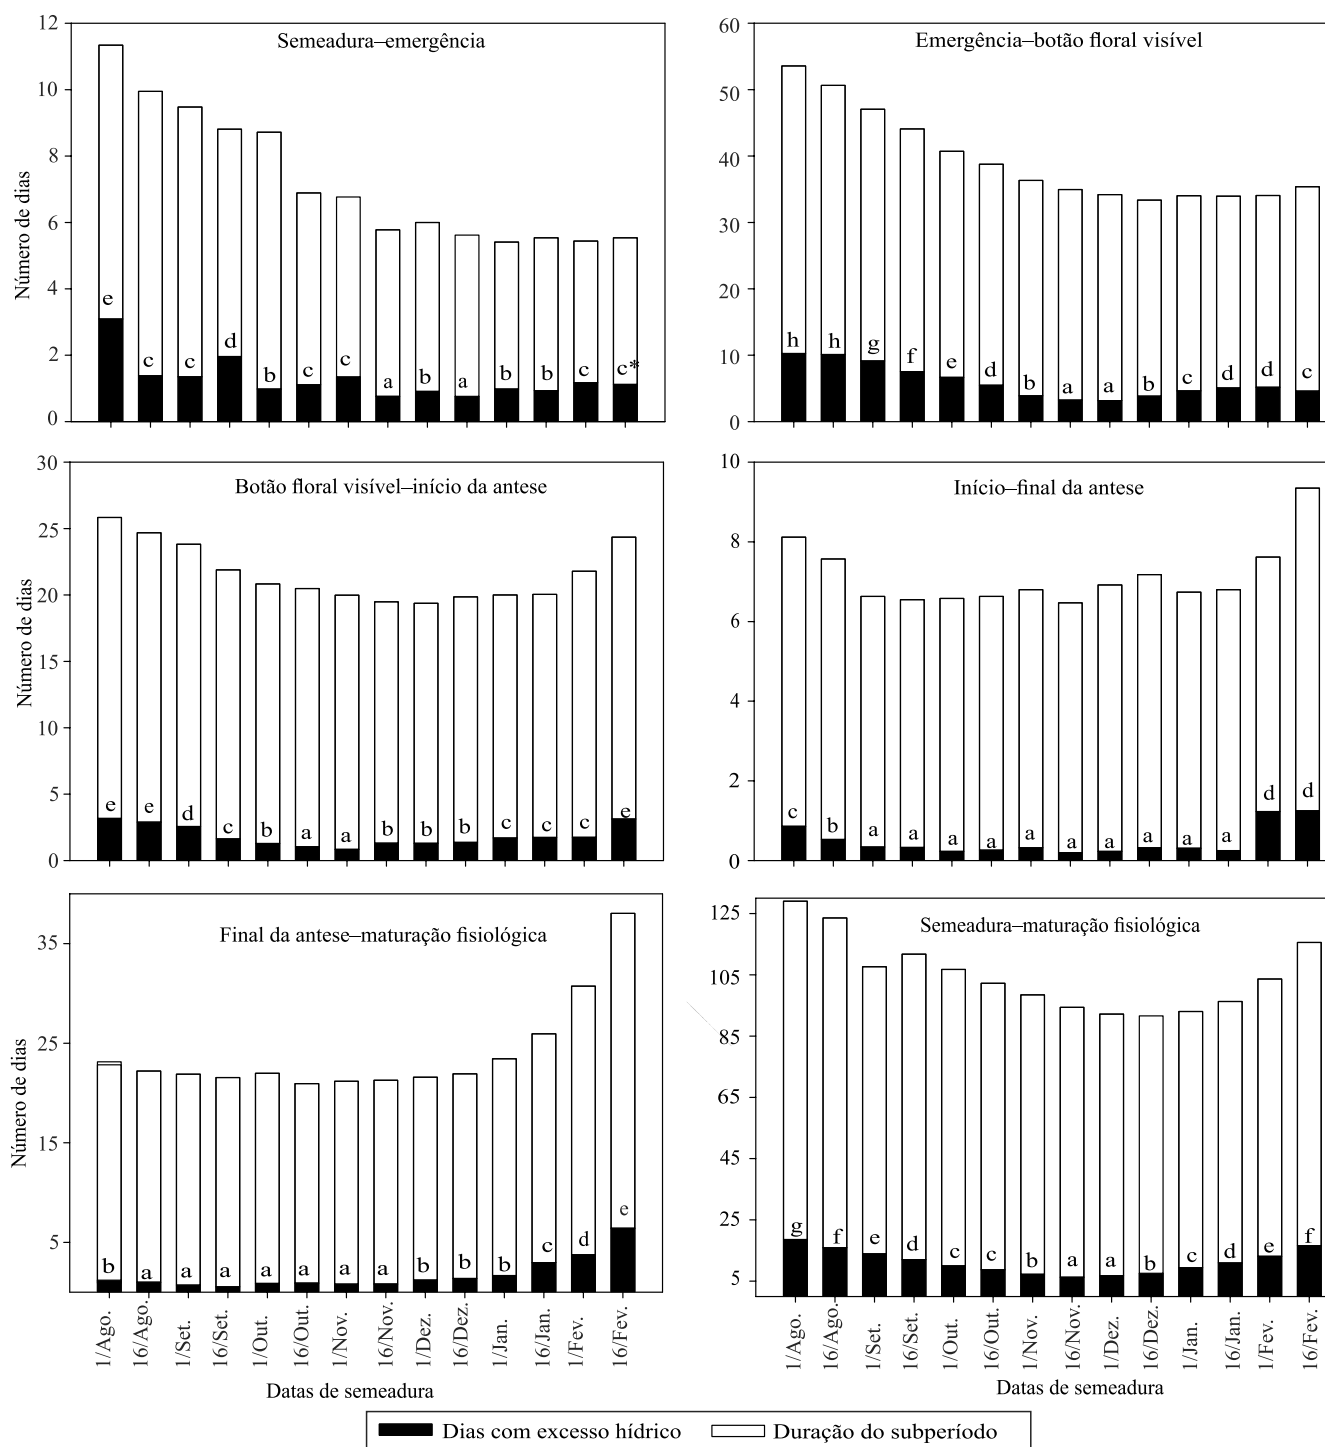 Semeadura–emergência
Número de dias
12
10
8
6
4
2
0
e
c
c
d
b
c
c
a
b
a
b
b
c
c*
Emergência–botão floral visível
60
50
40
30
20
10
0
h
h
g
f
e
d
b
a
a
b
c
d
d
c
Botão floral visível–início da antese
Número de dias
30
25
20
15
10
5
0
e
e
d
c
b
a
a
b
b
b
c
c
c
e
Início–final da antese
10
8
6
4
2
0
c
b
a
a
a
a
a
a
a
a
a
a
d
d
Final da antese–maturação fisiológica
Número de dias
35
25
15
5
b
a
a
a
a
a
a
a
b
b
b
c
d
e
1/Ago.
16/Ago.
1/Set.
16/Set.
1/Out.
16/Out.
1/Nov.
16/Nov.
1/Dez.
16/Dez.
1/Jan.
16/Jan.
1/Fev.
16/Fev.
Datas de semeadura
Semeadura–maturação fisiológica
125
105
85
65
45
25
5
g
f
e
d
c
c
b
a
a
b
c
d
e
f
1/Ago.
16/Ago.
1/Set.
16/Set.
1/Out.
16/Out.
1/Nov.
16/Nov.
1/Dez.
16/Dez.
1/Jan.
16/Jan.
1/Fev.
16/Fev.
Datas de semeadura
Dias com excesso hídrico
Duração do subperíodo